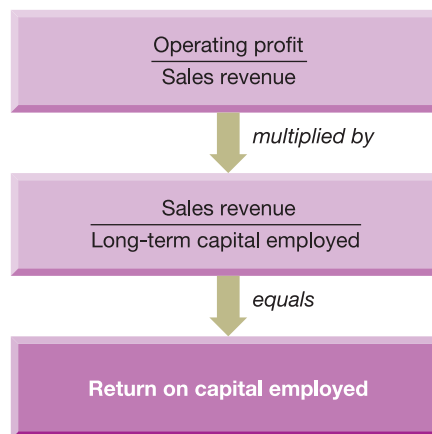 Operating profit
Sales revenue
multiplied by
Sales revenue
Long-term capital employed
equals
Return on capital employed